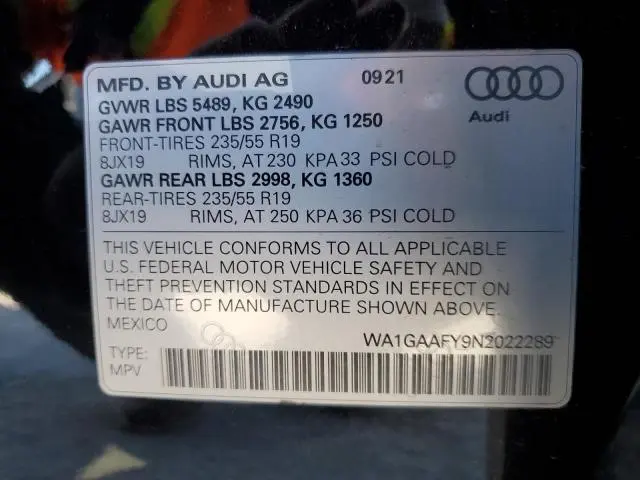 MFD. BY AUDI AG 0921
GVWR LBS 5489, KG 2490
GAWR FRONT LBS 2756, KG 1250
Audi
FRONT-TIRES 235/55 R19
8JX19 RIMS, AT 230 KPA 33 PSI COLD
GAWR REAR LBS 2998, KG 1360
REAR-TIRES 235/55 R19
8JX19 RIMS, AT 250 KPA 36 PSI COLD
THIS VEHICLE CONFORMS TO ALL APPLICABLE
U.S. FEDERAL MOTOR VEHICLE SAFETY AND
THEFT PREVENTION STANDARDS IN EFFECT ON
THE DATE OF MANUFACTURE SHOWN ABOVE.
MEXICO
WA1GAAFY9N2022289
TYPE:
MPV